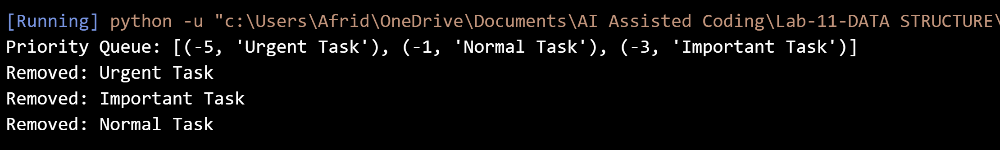 [Running] python -u "c:\Users\Afrid\OneDrive\Documents\AI Assisted Coding\Lab-11-DATA STRUCTURE\
Priority Queue: [(-5, 'Urgent Task'), (-1, 'Normal Task'), (-3, 'Important Task')]
Removed: Urgent Task
Removed: Important Task
Removed: Normal Task